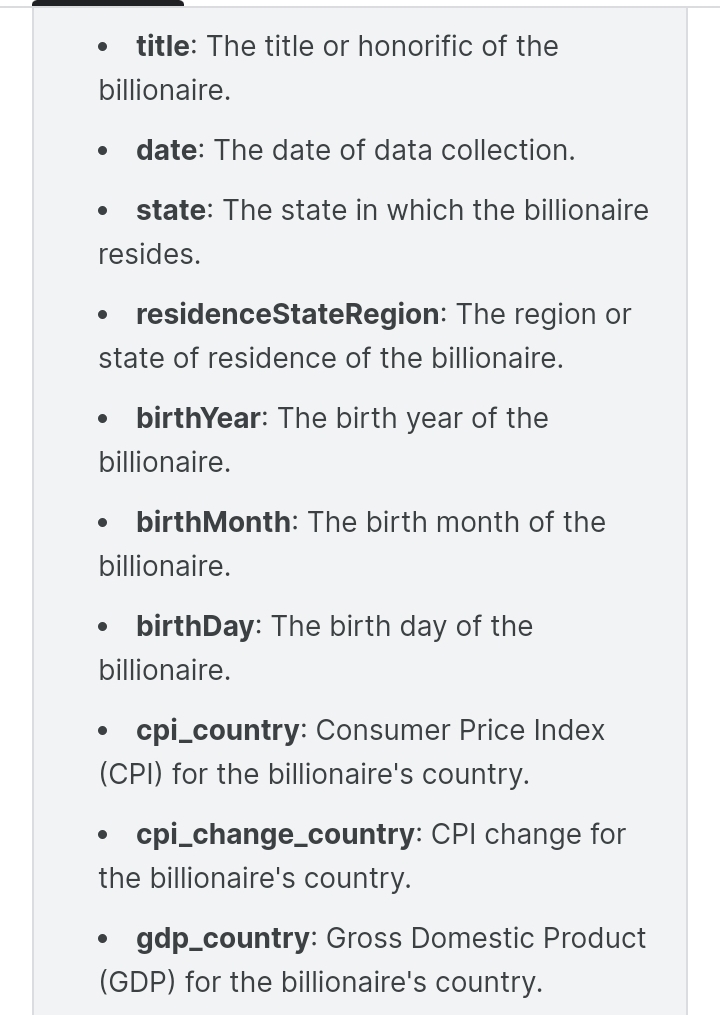 • title: The title or honorific of the
billionaire.
• date: The date of data collection.
• state: The state in which the billionaire
resides.
• residenceStateRegion: The region or
state of residence of the billionaire.
• birthYear: The birth year of the
billionaire.
• birthMonth: The birth month of the
billionaire.
• birthDay: The birth day of the
billionaire.
• cpi_country: Consumer Price Index
(CPI) for the billionaire's country.
• cpi_change_country: CPI change for
the billionaire's country.
• gdp_country: Gross Domestic Product
(GDP) for the billionaire's country.